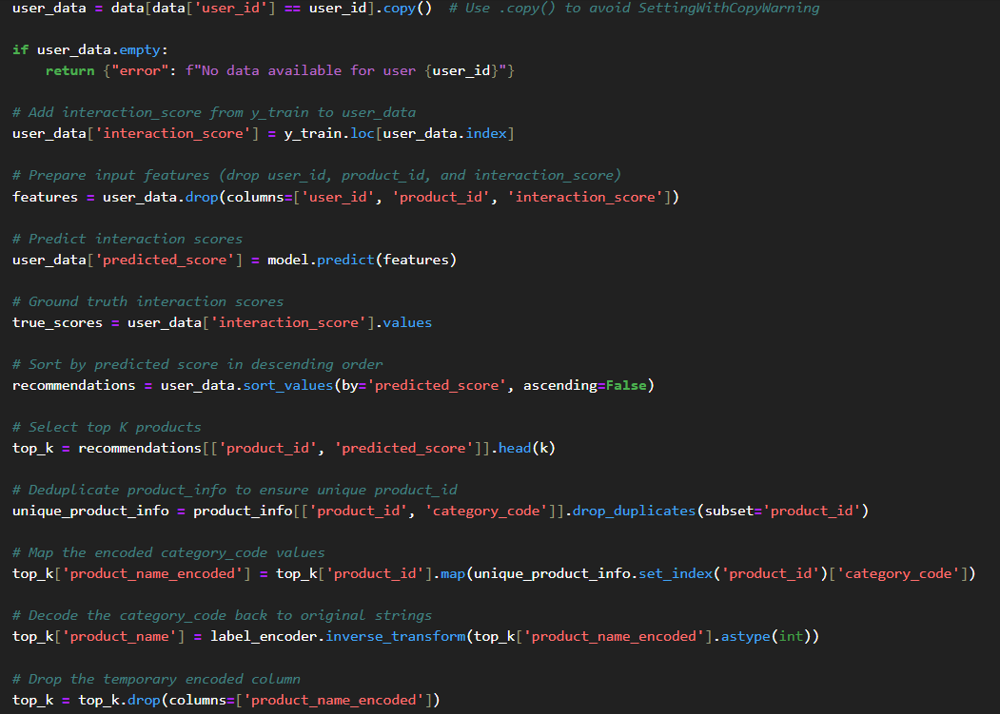 user_data = data[data['user_id'] == user_id].copy()  # Use .copy() to avoid SettingWithCopyWarning
if user_data.empty:
    return {"error": f"No data available for user {user_id}"}
# Add interaction_score from y_train to user_data
user_data['interaction_score'] = y_train.loc[user_data.index]
# Prepare input features (drop user_id, product_id, and interaction_score)
features = user_data.drop(columns=['user_id', 'product_id', 'interaction_score'])
# Predict interaction scores
user_data['predicted_score'] = model.predict(features)
# Ground truth interaction scores
true_scores = user_data['interaction_score'].values
# Sort by predicted score in descending order
recommendations = user_data.sort_values(by='predicted_score', ascending=False)
# Select top K products
top_k = recommendations[['product_id', 'predicted_score']].head(k)
# Deduplicate product_info to ensure unique product_id
unique_product_info = product_info[['product_id', 'category_code']].drop_duplicates(subset='product_id')
# Map the encoded category_code values
top_k['product_name_encoded'] = top_k['product_id'].map(unique_product_info.set_index('product_id')['category_code'])
# Decode the category_code back to original strings
top_k['product_name'] = label_encoder.inverse_transform(top_k['product_name_encoded'].astype(int))
# Drop the temporary encoded column
top_k = top_k.drop(columns=['product_name_encoded'])